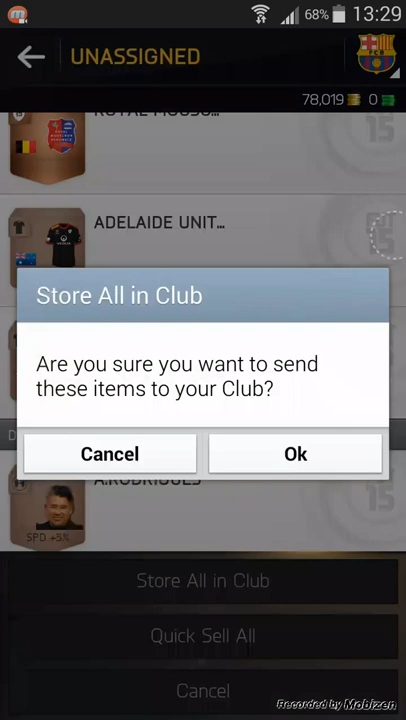 68% 13:29
UNASSIGNED
78,019 0
ADELAIDE UNIT...
Store All in Club
Are you sure you want to send
these items to your Club?
Cancel Ok
A.RODRIGUES
SPD +5%
Store All in Club
Quick Sell All
Cancel
Recorded by Mobizen